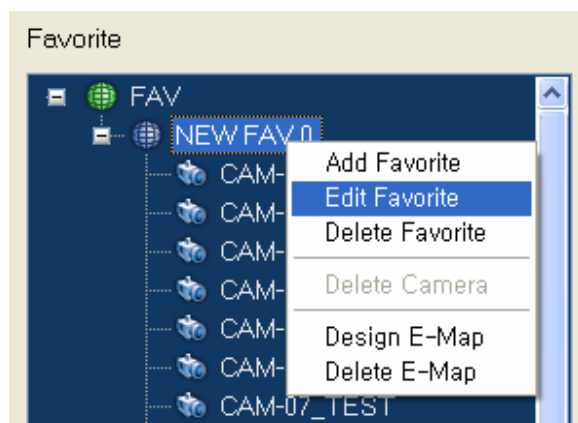 Favorite
FAV
NEW FAV 0
CAM-
Add Favorite
CAM-
Edit Favorite
CAM-
Delete Favorite
CAM-
Delete Camera
CAM-
Design E-Map
CAM-
Delete E-Map
CAM-07_TEST